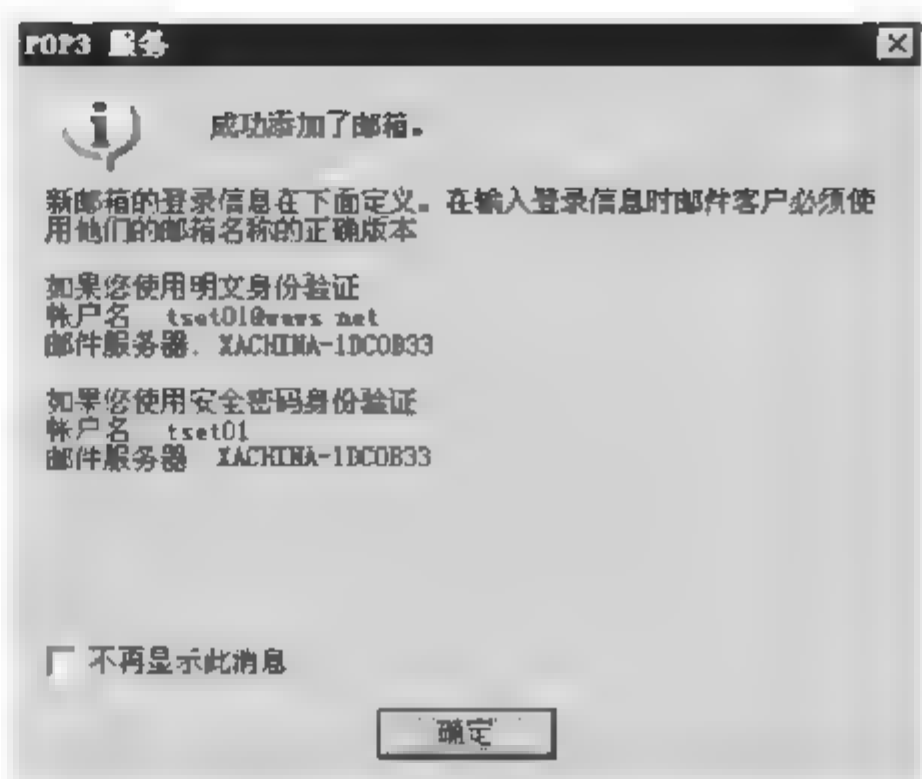 POP3 服务
成功添加了邮箱。
新邮箱的登录信息在下面定义。在输入登录信息时邮件客户必须使
用他们的邮箱名称的正确版本
如果您使用明文身份验证
帐户名 tset01@ net
邮件服务器. XACHINA-1DC0B33
如果您使用安全密码身份验证
帐户名 tset01
邮件服务器 XACHINA-1DC0B33
不再显示此消息
确定